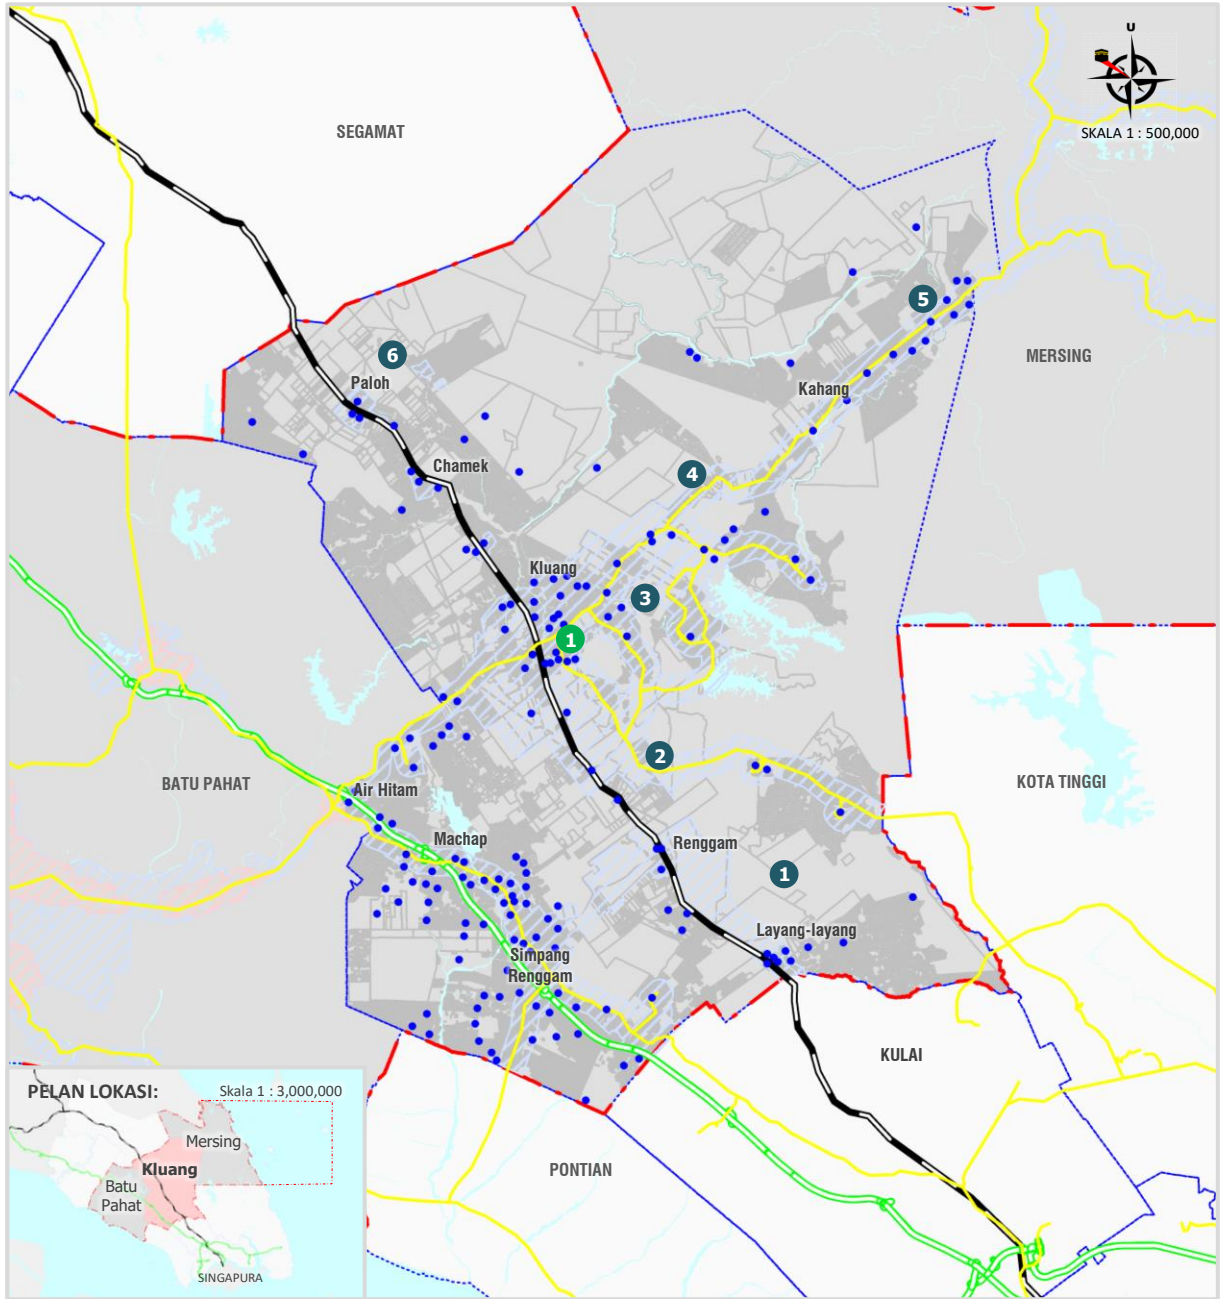 U
SKALA 1 : 500,000
SEGAMAT
5
MERSING
6
Paloh
Kahang
Chamek
4
Kluang
3
1
2
KOTA TINGGI
BATU PAHAT
Air Hitam
Machap
Renggam
1
Layang-layang
Simpang
Renggam
KULAI
PELAN LOKASI:
Skala 1 : 3,000,000
Mersing
Kluang
Batu
Pahat
SINGAPURA
PONTIAN